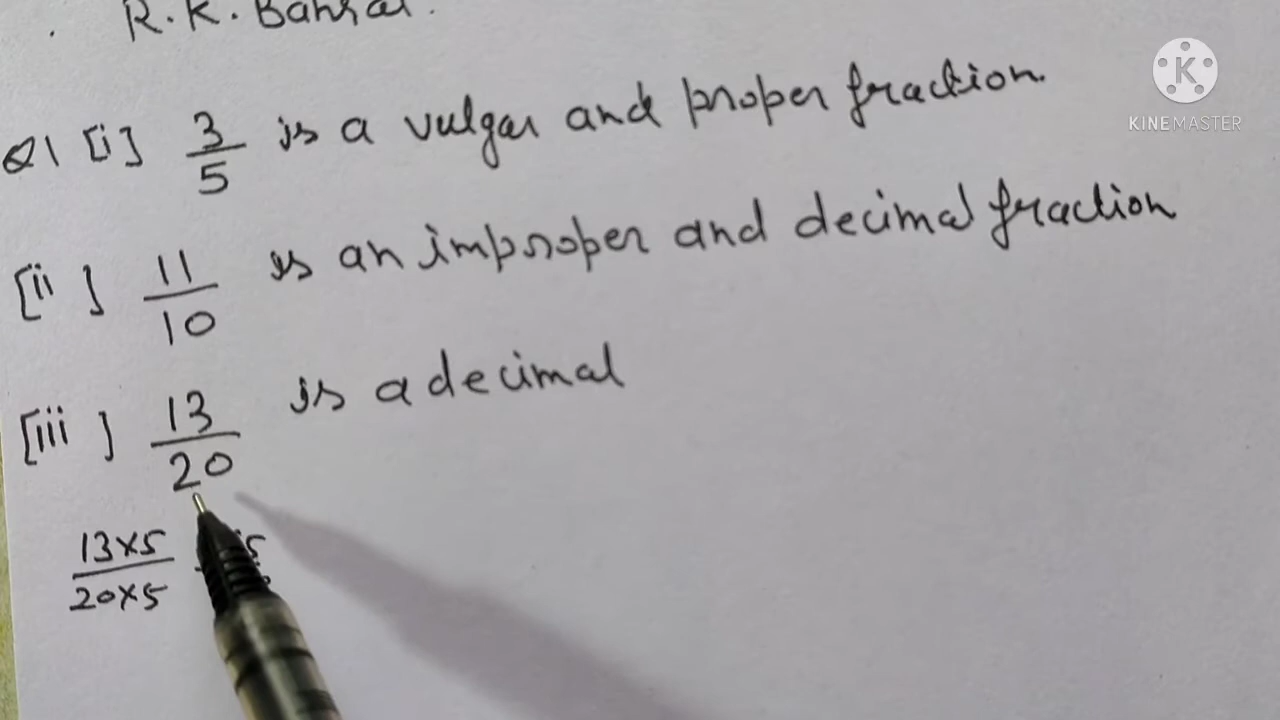 R. K. Bansal.
Q1 [i] 3/5 is a vulgar and proper fraction.
[ii] 11/10 is an improper and decimal fraction
[iii] 13/20 is a decimal
13×5/20×5
KINEMASTER